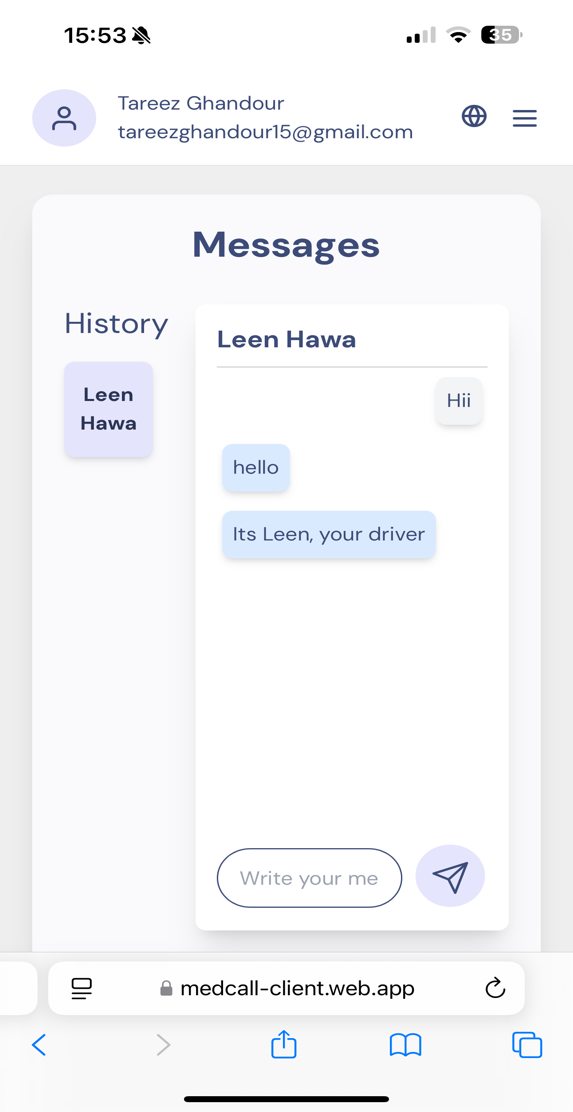 15:53
35
Tareez Ghandour
tareezghandour15@gmail.com
Messages
History
Leen
Hawa
Leen Hawa
Hii
hello
Its Leen, your driver
Write your me
medcall-client.web.app